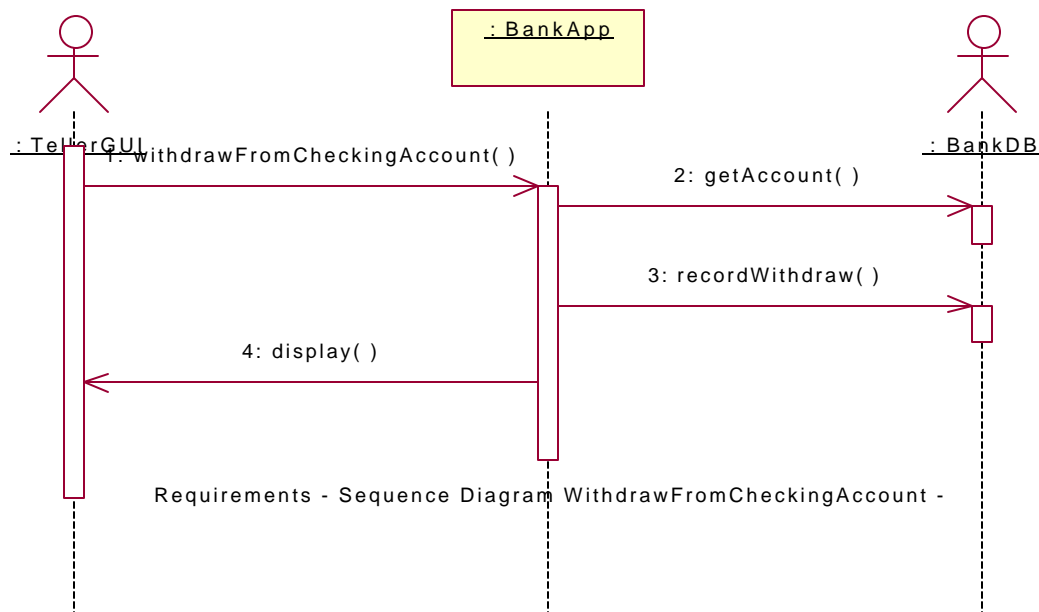 : BankApp
: TellerGUI
: BankDB
1: withdrawFromCheckingAccount( )
2: getAccount( )
3: recordWithdraw( )
4: display( )
Requirements - Sequence Diagram WithdrawFromCheckingAccount -